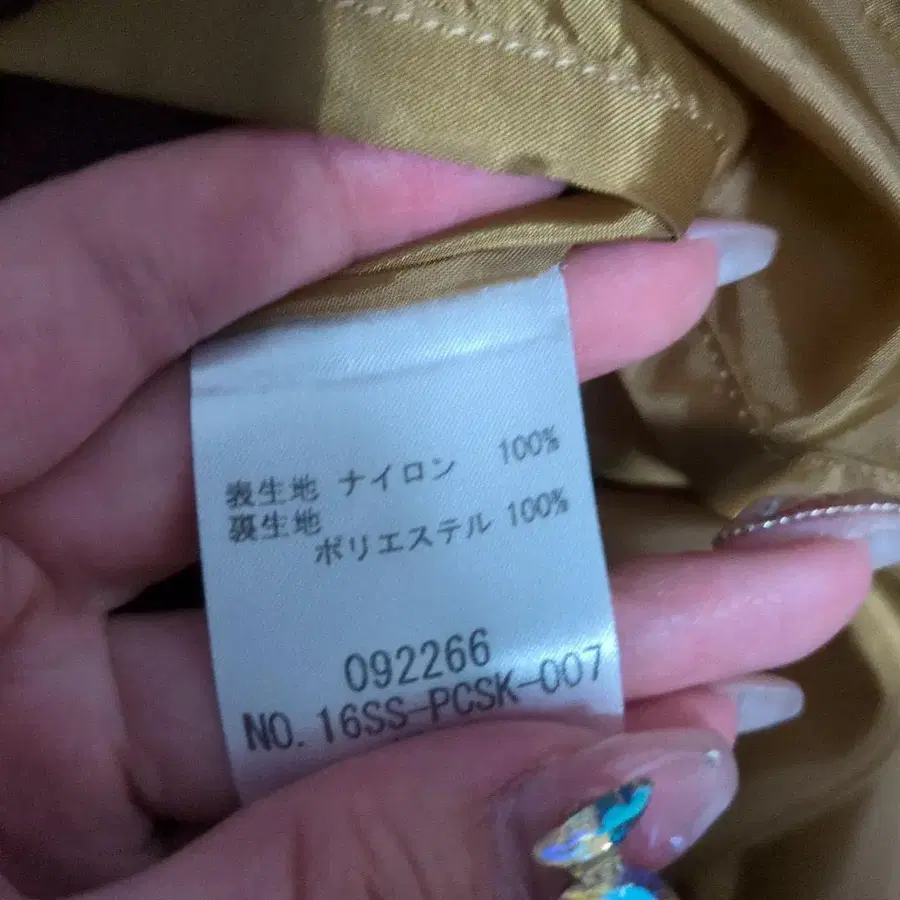 表生地 ナイロン 100%
裏生地
ポリエステル 100%
092266
NO. 16SS-PCSK-007